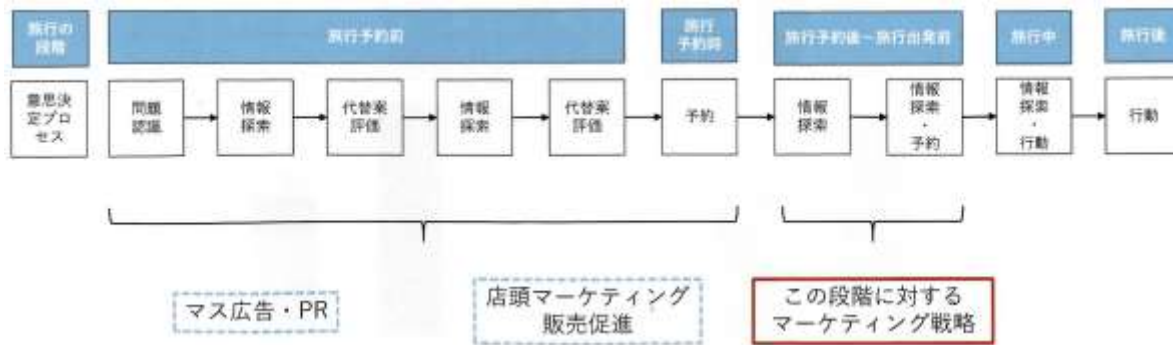 旅行の
段階
旅行予約前
旅行
予約時
旅行予約後～旅行出発前
旅行中
旅行後
意思決
定プロ
セス
問題
認識
情報
探索
代替案
評価
情報
探索
代替案
評価
予約
情報
探索
情報
探索
・
予約
情報
探索
・
行動
行動
マス広告・PR
店頭マーケティング
販売促進
この段階に対する
マーケティング戦略